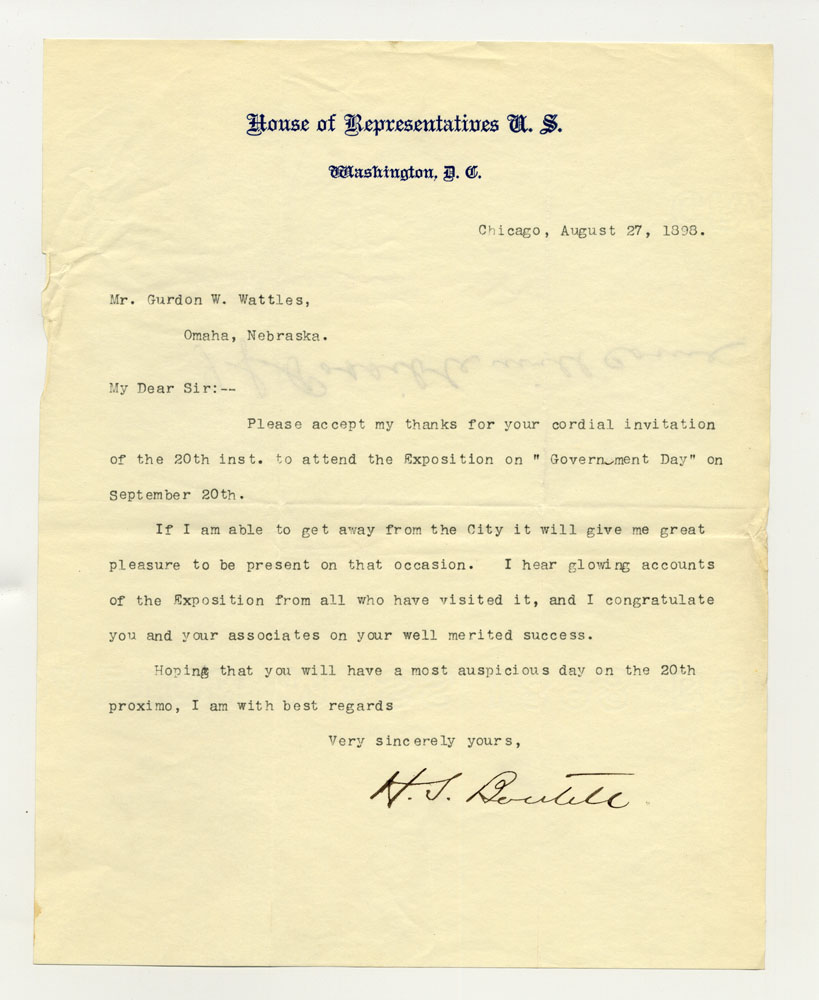 House of Representatives U. S.
Washington, D. C.
Chicago, August 27, 1898.
Mr. Gurdon W. Wattles,
Omaha, Nebraska.
My Dear Sir:--
Please accept my thanks for your cordial invitation
of the 20th inst. to attend the Exposition on " Government Day" on
September 20th.
If I am able to get away from the City it will give me great
pleasure to be present on that occasion. I hear glowing accounts
of the Exposition from all who have visited it, and I congratulate
you and your associates on your well merited success.
Hoping that you will have a most auspicious day on the 20th
proximo, I am with best regards
Very sincerely yours,
H. S. Boutell